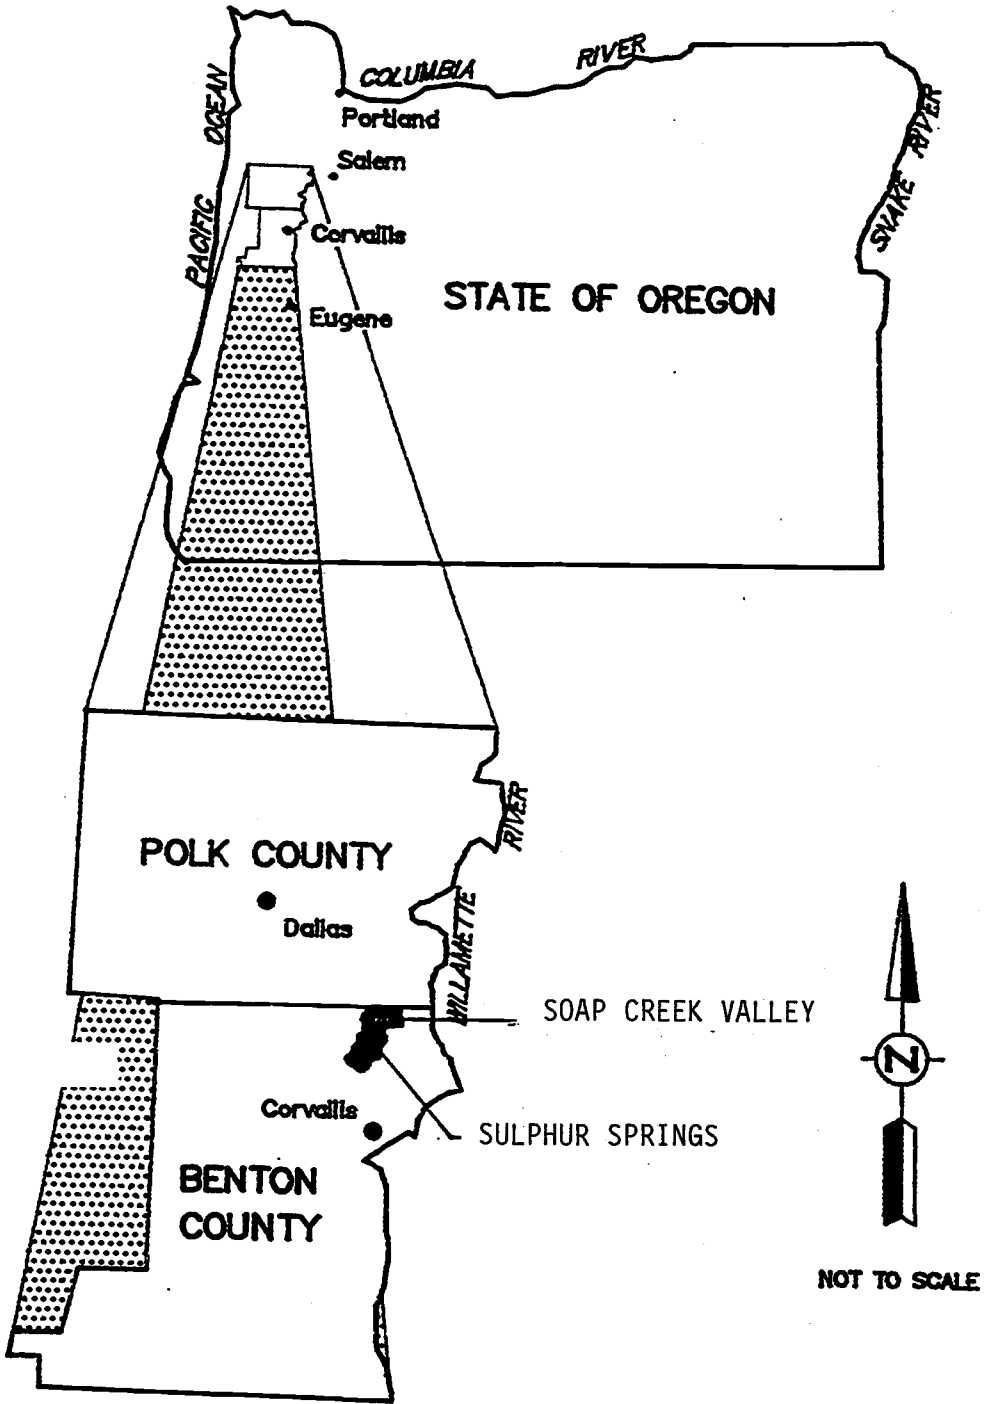 COLUMBIA
RIVER
PACIFIC OCEAN
Portland
SNAKE RIVER
Salem
Corvallis
STATE OF OREGON
Eugene
POLK COUNTY
WILLAMETTE RIVER
Dallas
SOAP CREEK VALLEY
N
Corvallis
SULPHUR SPRINGS
BENTON
COUNTY
NOT TO SCALE